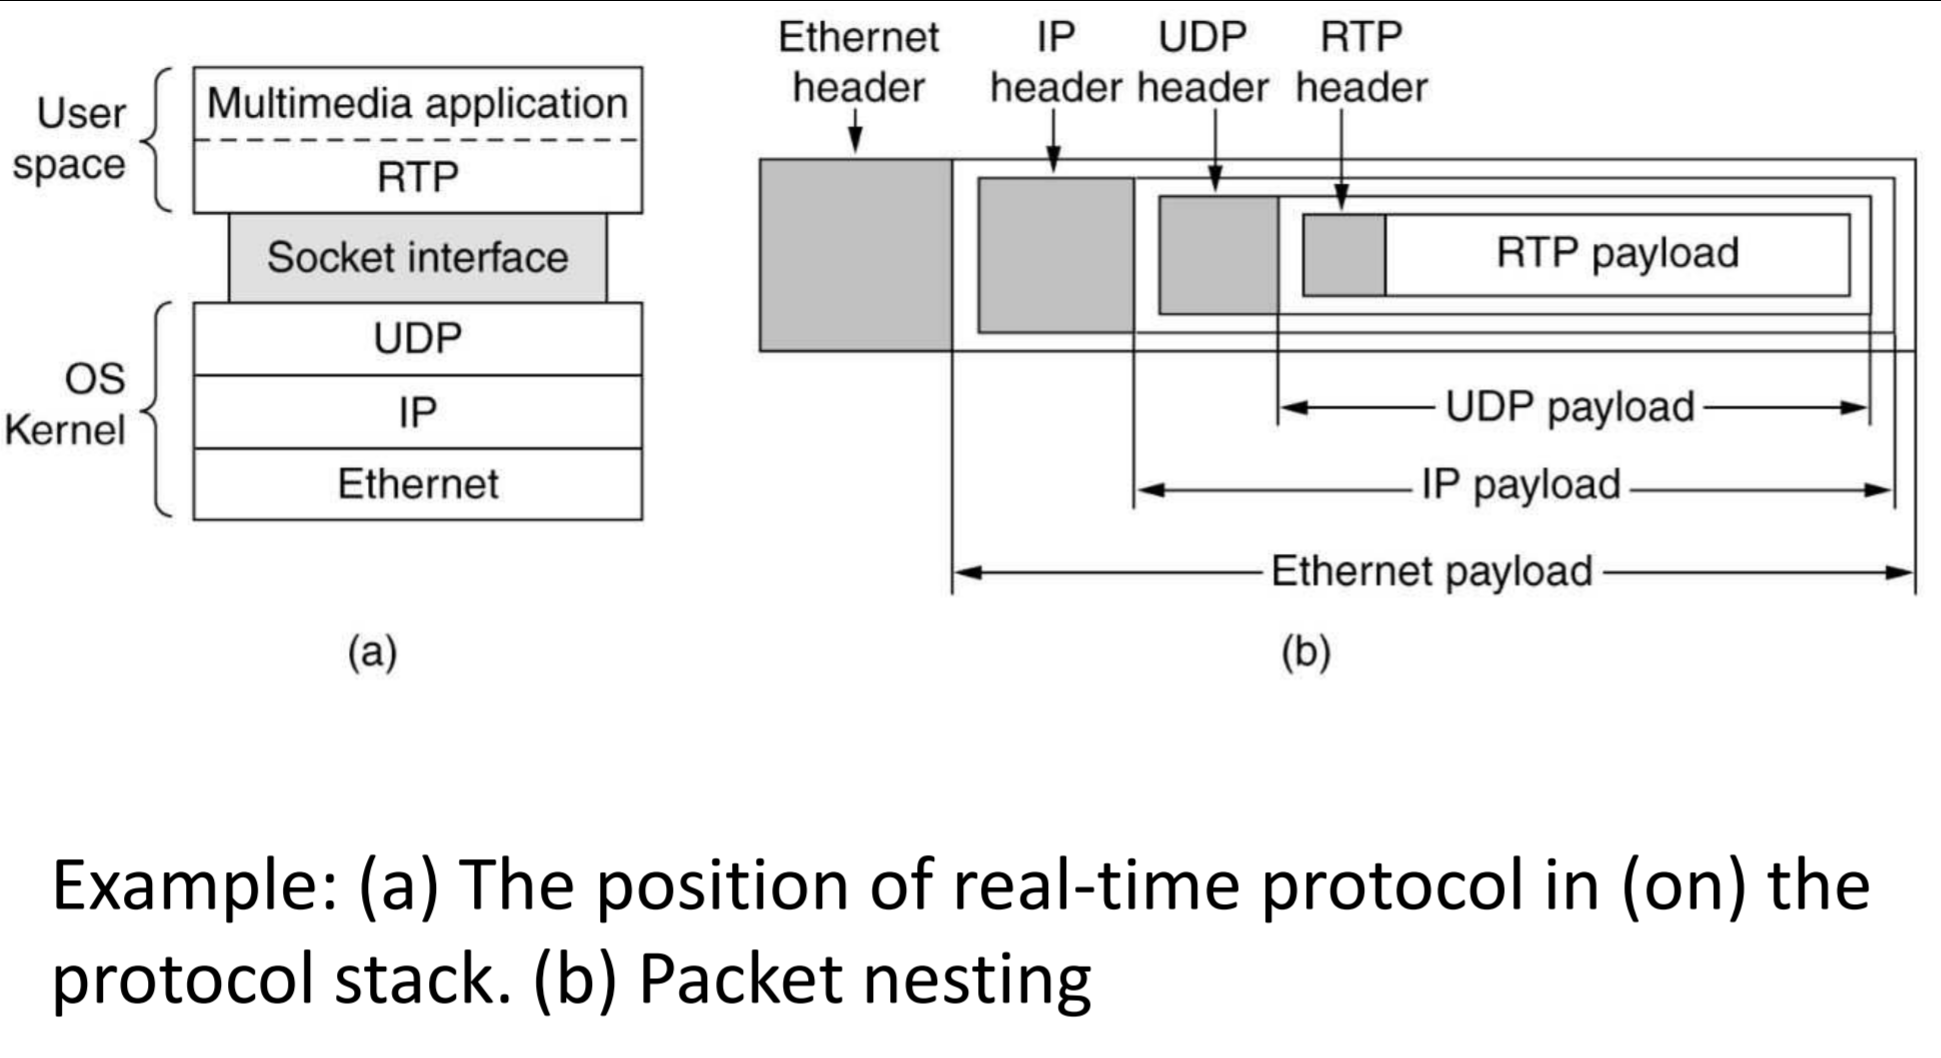 User
space
Multimedia application
RTP
Socket interface
OS
Kernel
UDP
IP
Ethernet
(a)
Ethernet
header
IP
header
UDP
header
RTP
header
RTP payload
UDP payload
IP payload
Ethernet payload
(b)
Example: (a) The position of real-time protocol in (on) the
protocol stack. (b) Packet nesting